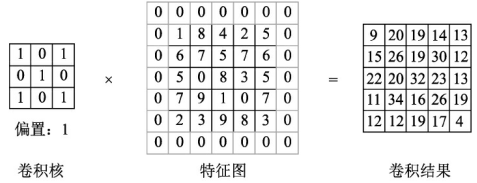 1 0 1
0 1 0
1 0 1
偏置：1
卷积核
×
0 0 0 0 0 0 0
0 1 8 4 2 5 0
0 6 7 5 7 6 0
0 5 0 8 3 5 0
0 7 9 1 0 7 0
0 2 3 9 8 3 0
0 0 0 0 0 0 0
特征图
=
9 20 19 14 13
15 26 19 30 12
22 20 32 23 13
11 34 16 26 19
12 12 19 17 4
卷积结果